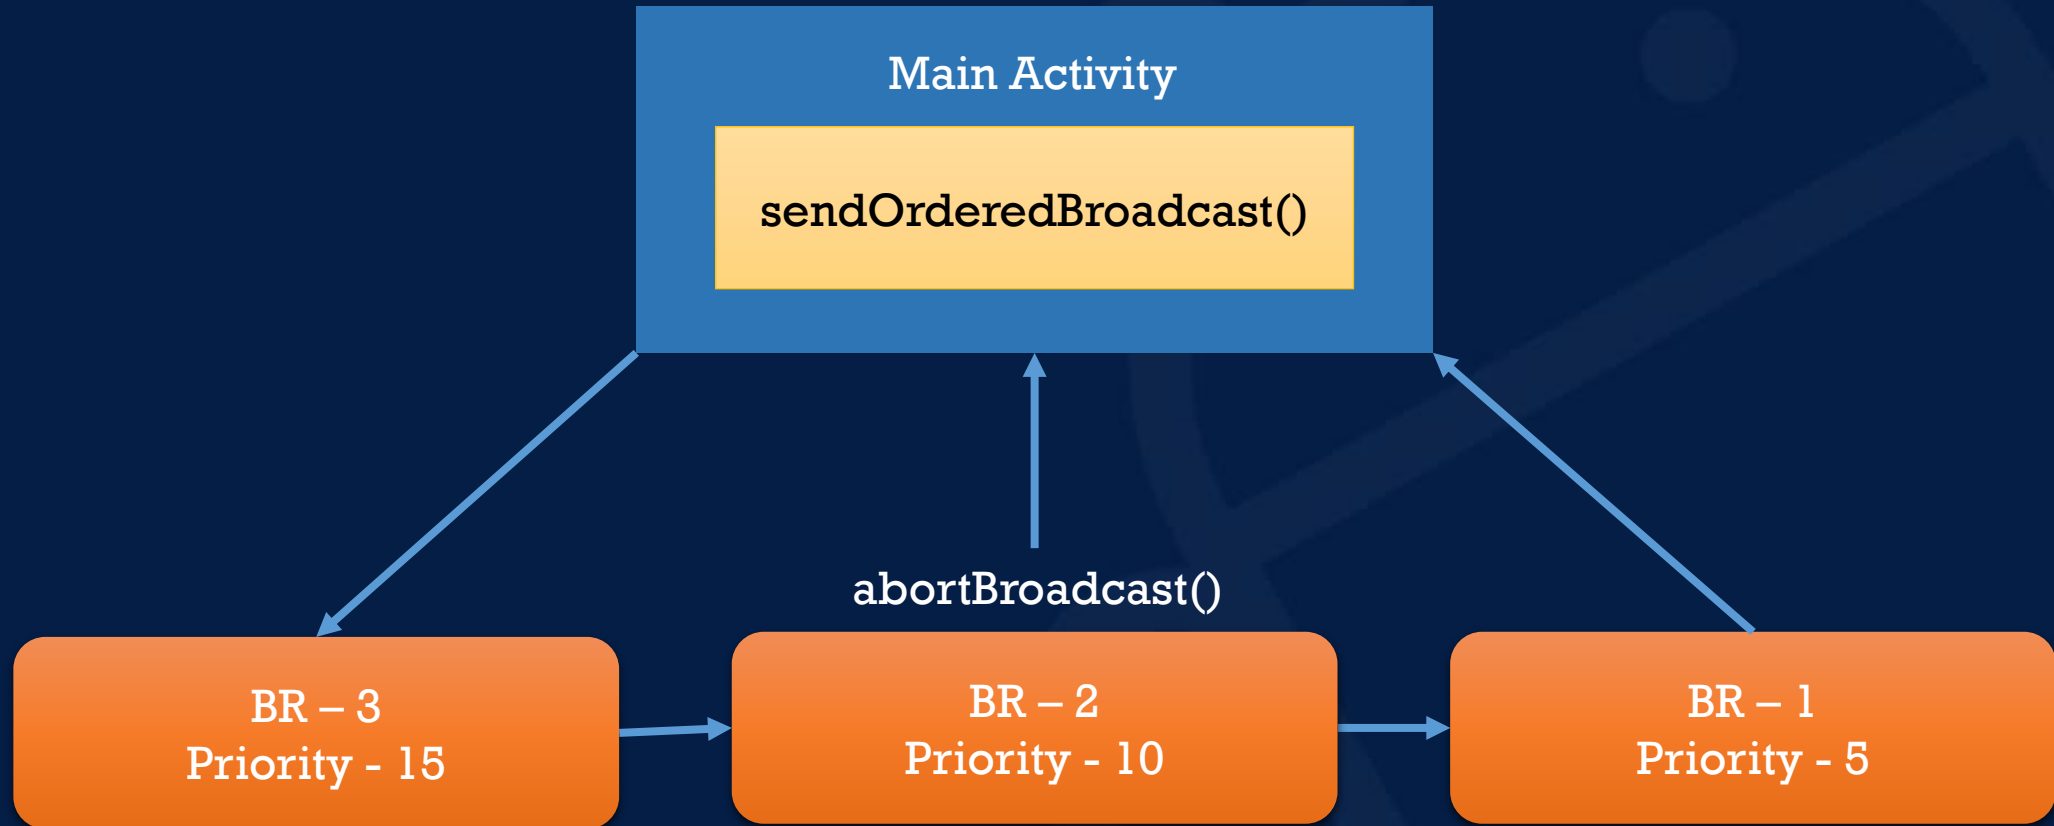 Main Activity
sendOrderedBroadcast()
abortBroadcast()
BR – 3
Priority - 15
BR – 2
Priority - 10
BR – 1
Priority - 5